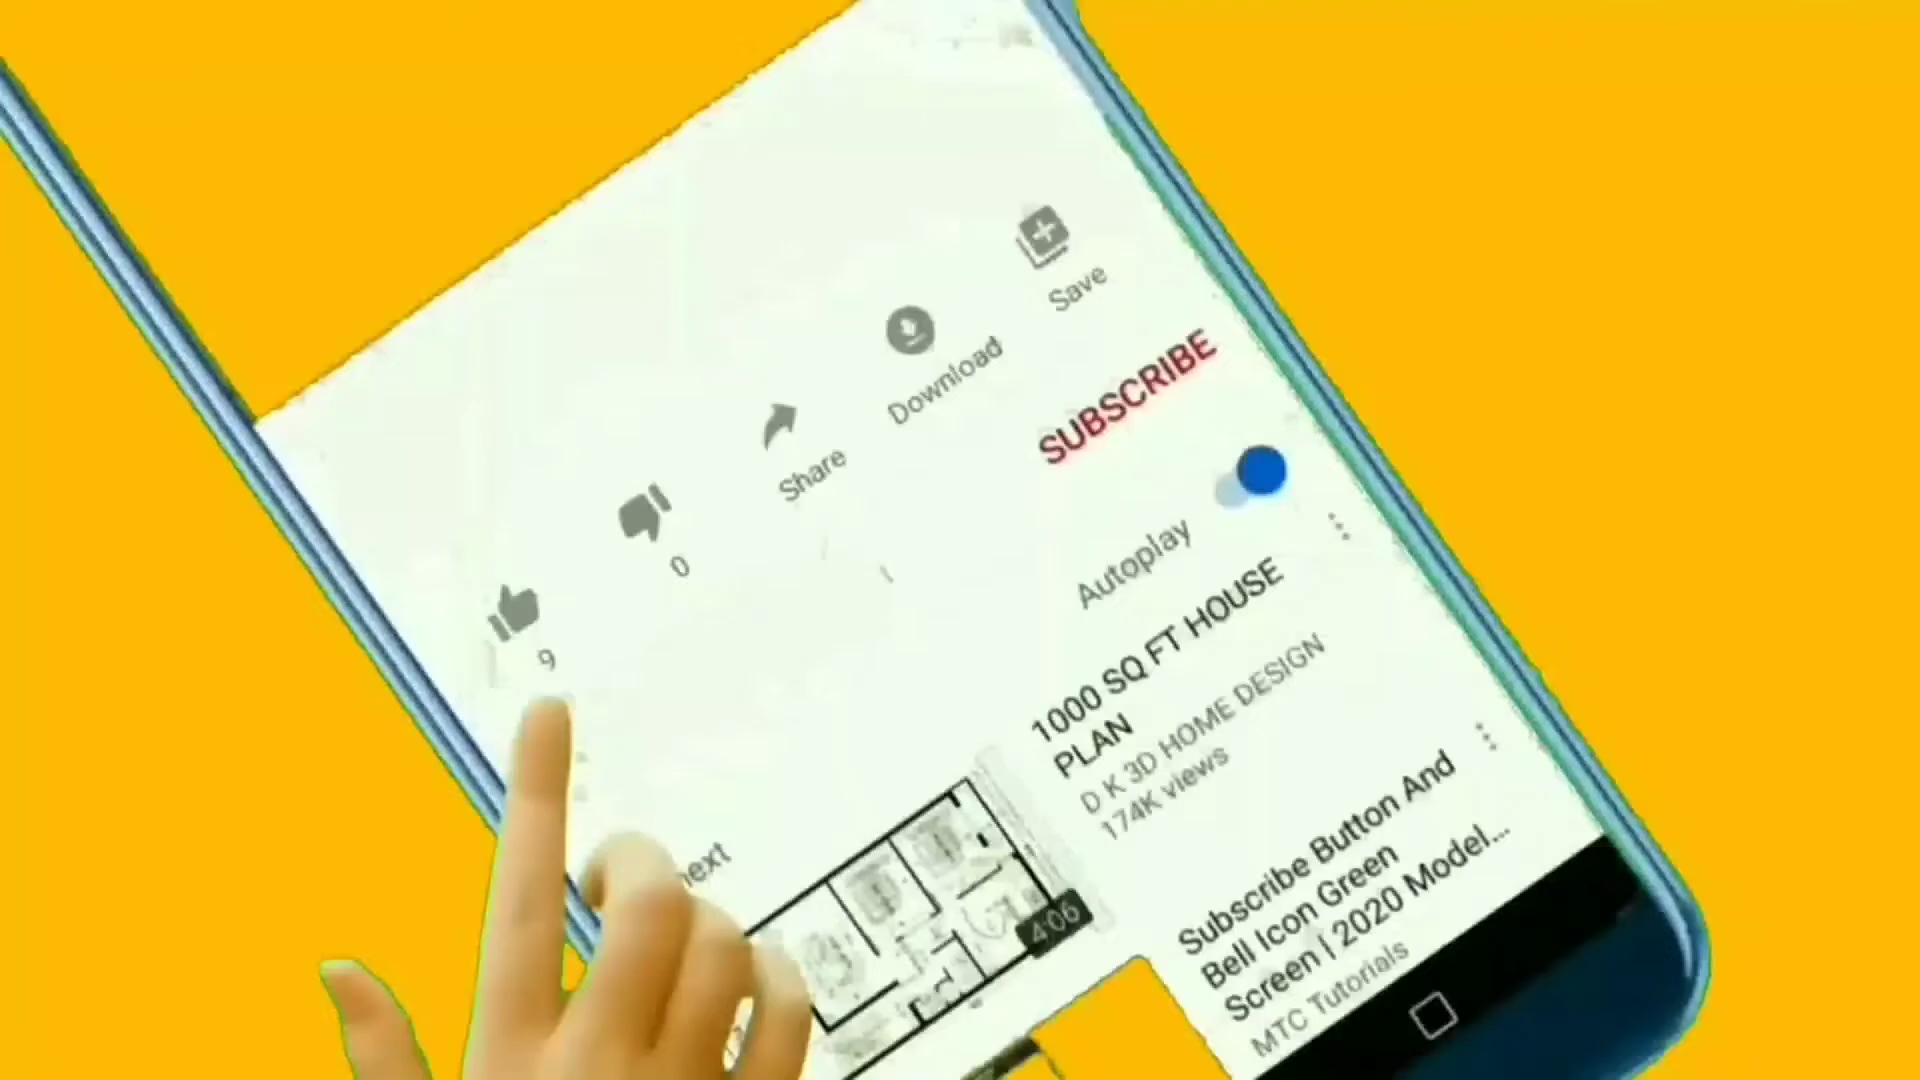 Save
Download
Share
0
9
SUBSCRIBE
Autoplay
next
1000 SQ FT HOUSE
PLAN
D K 3D HOME DESIGN
174K views
4:06
Subscribe Button And
Bell Icon Green
Screen | 2020 Model...
MTC Tutorials